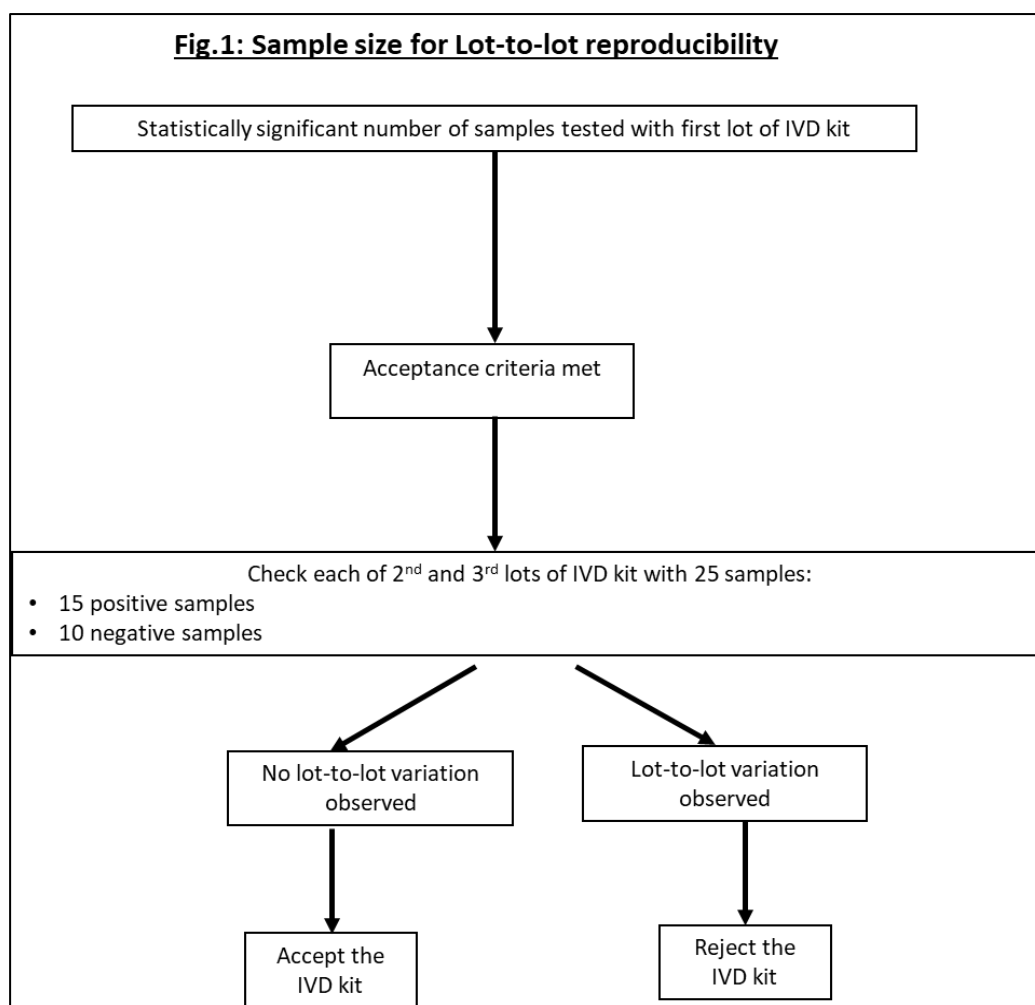 Fig.1: Sample size for Lot-to-lot reproducibility
Statistically significant number of samples tested with first lot of IVD kit
Acceptance criteria met
Check each of 2nd and 3rd lots of IVD kit with 25 samples:
• 15 positive samples
• 10 negative samples
No lot-to-lot variation
observed
Lot-to-lot variation
observed
Accept the
IVD kit
Reject the
IVD kit